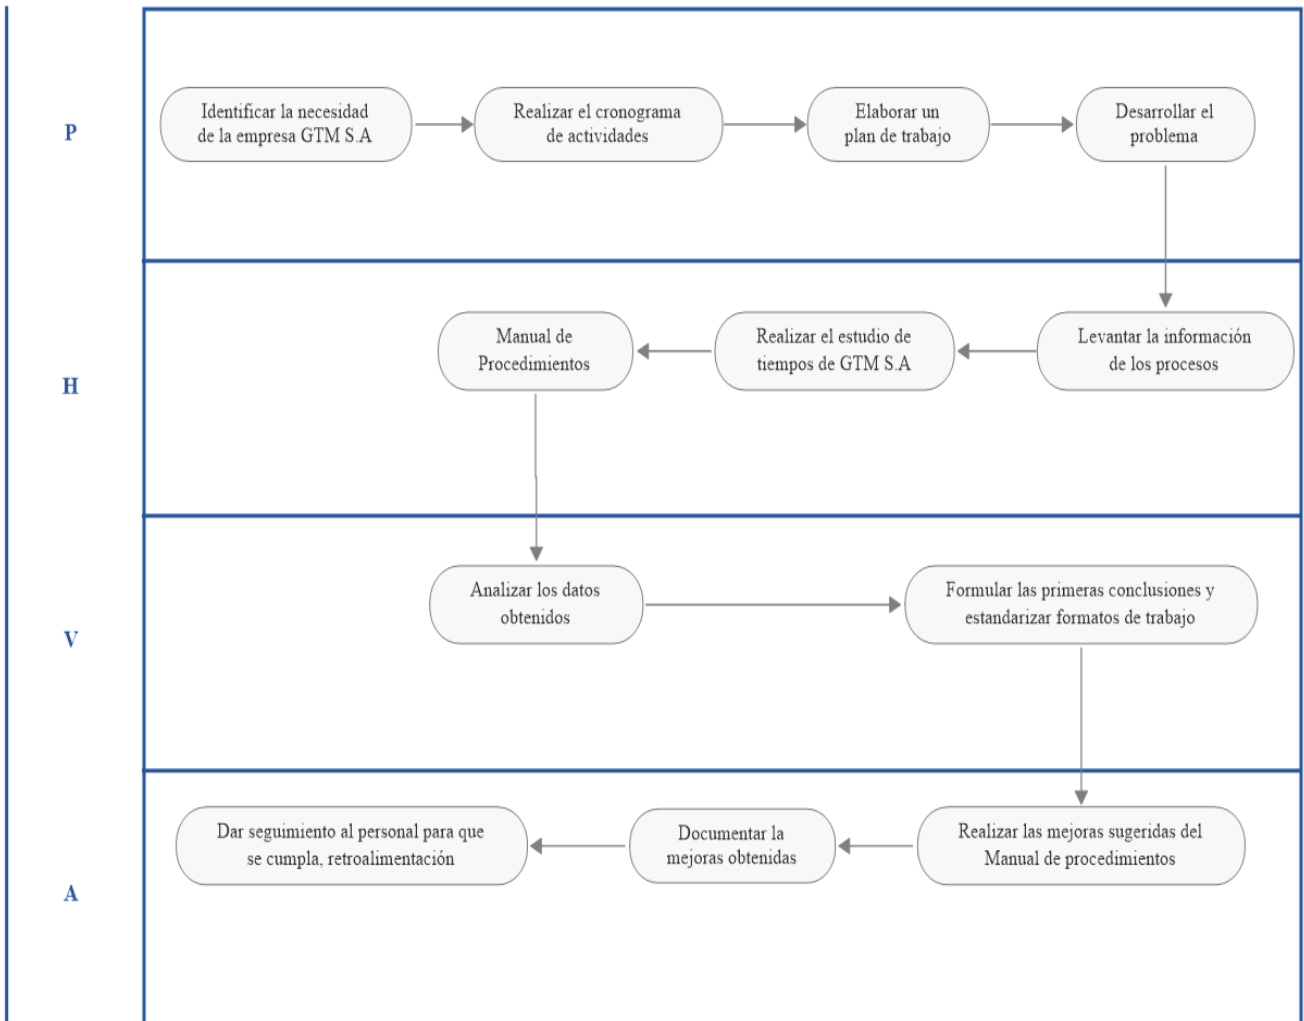 P
Identificar la necesidad
de la empresa GTM S.A
Realizar el cronograma
de actividades
Elaborar un
plan de trabajo
Desarrollar el
problema
H
Manual de
Procedimientos
Realizar el estudio de
tiempos de GTM S.A
Levantar la información
de los procesos
V
Analizar los datos
obtenidos
Formular las primeras conclusiones y
estandarizar formatos de trabajo
A
Dar seguimiento al personal para que
se cumpla, retroalimentación
Documentar la
mejoras obtenidas
Realizar las mejoras sugeridas del
Manual de procedimientos